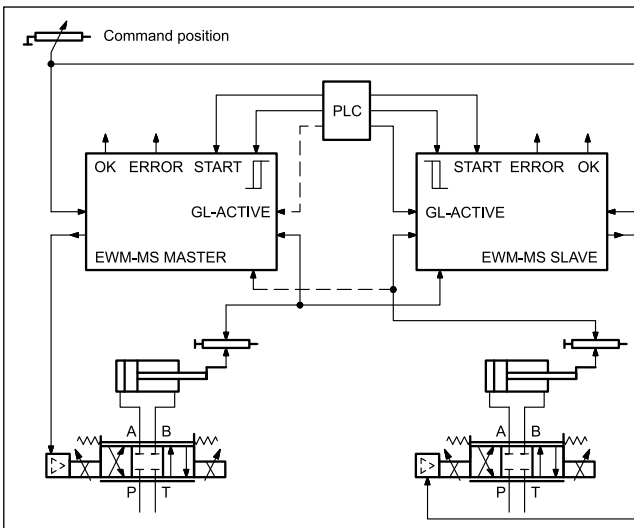 Command position
PLC
OK ERROR START
START ERROR OK
GL-ACTIVE
GL-ACTIVE
EWM-MS MASTER
EWM-MS SLAVE
A B
A B
P T
P T